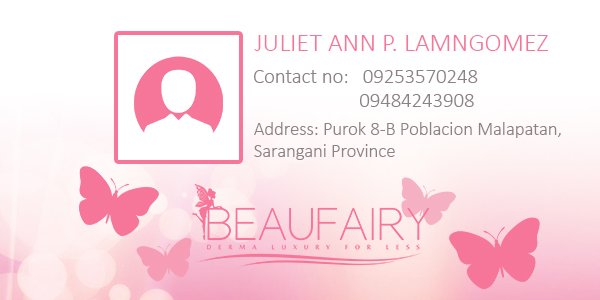 JULIET ANN P. LAMNGOMEZ
Contact no: 09253570248
09484243908
Address: Purok 8-B Poblacion Malapatan,
Sarangani Province
BEAUFAIRY
DERMA LUXURY FOR LESS